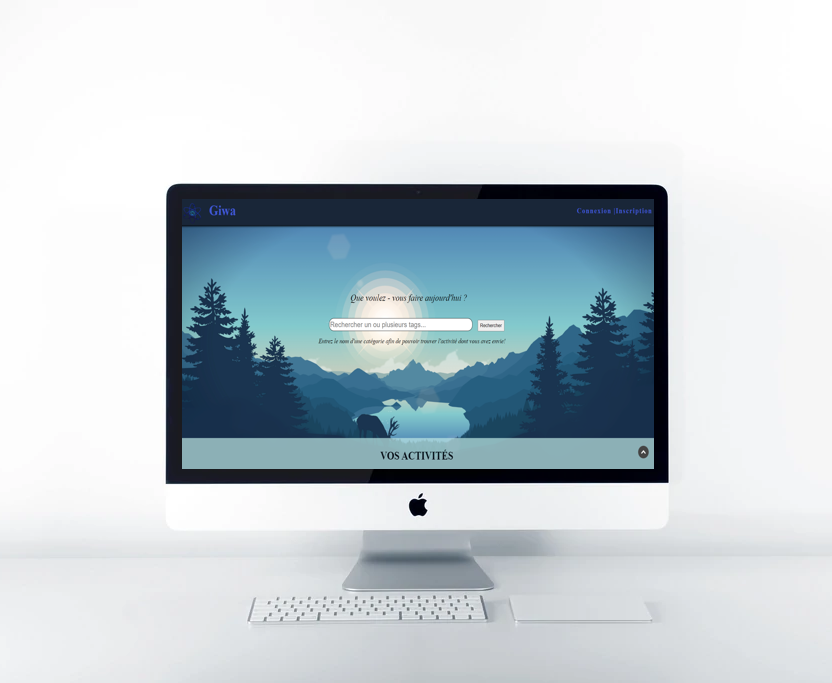 Giwa
Connexion |Inscription
Que voulez - vous faire aujourd'hui ?
Rechercher un ou plusieurs tags...
Rechercher
Entrez le nom d'une catégorie afin de pouvoir trouver l'activité dont vous avez envie!
VOS ACTIVITÉS